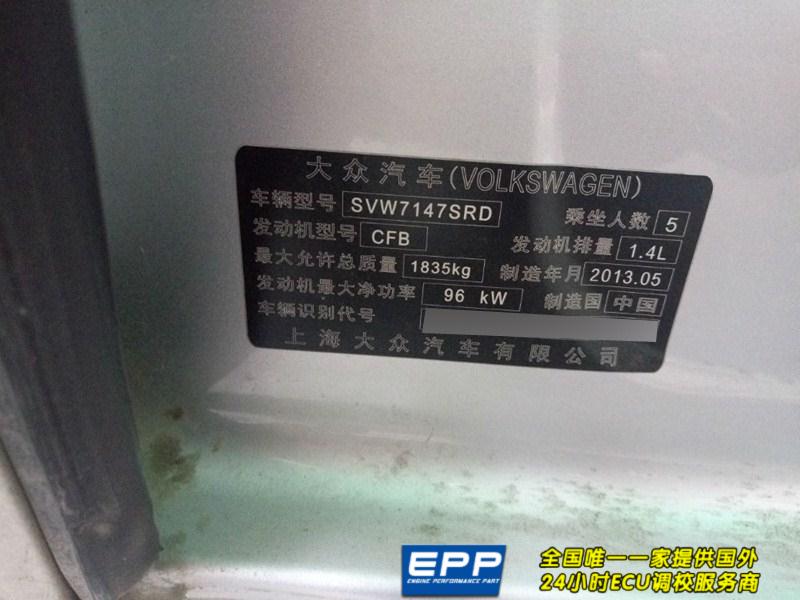 大众汽车(VOLKSWAGEN)
车辆型号 SVW7147SRD 乘坐人数 5
发动机型号 CFB 发动机排量 1.4L
最大允许总质量 1835kg 制造年月 2013.05
发动机最大净功率 96 kW 制造国 中国
车辆识别代号
上海大众汽车有限公司
EPP
ENGINE PERFORMANCE PART
全国唯一一家提供国外
24小时ECU调校服务商